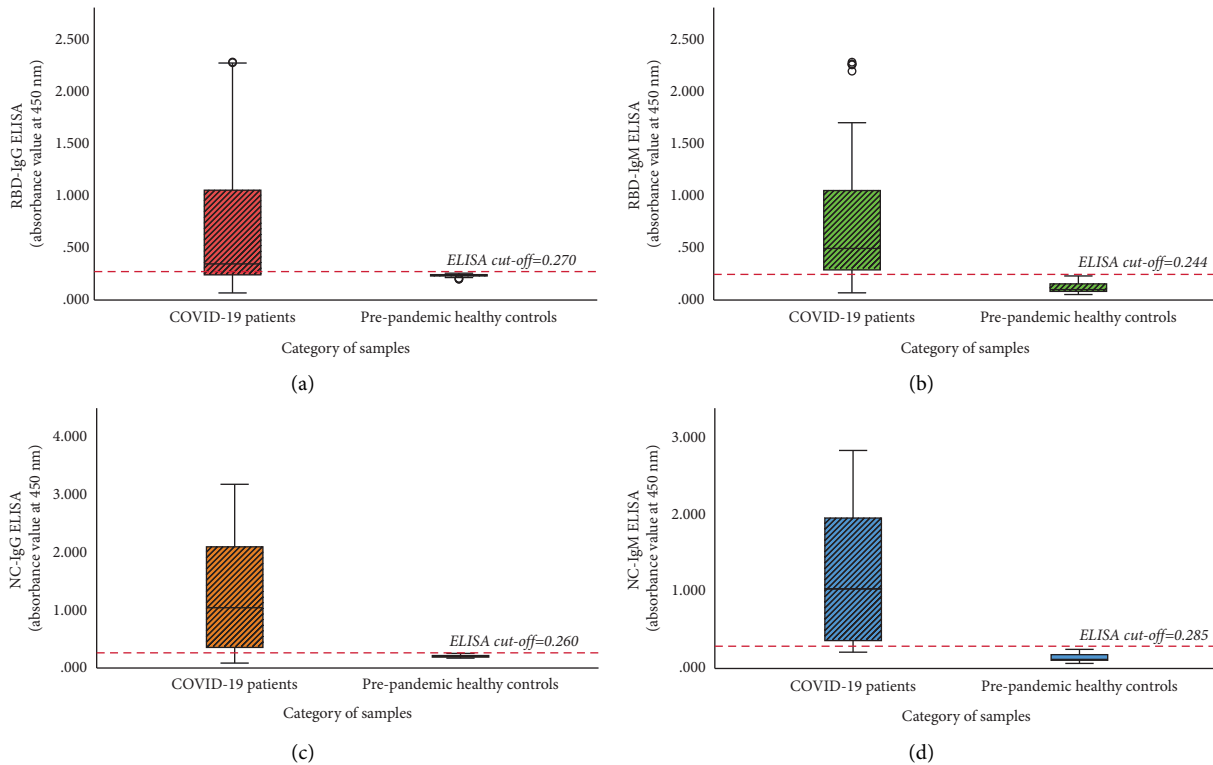 RBD-IgG ELISA
(absorbance value at 450 nm)
2.500
2.000
1.500
1.000
.500
.000
ELISA cut-off=0.270
COVID-19 patients
Pre-pandemic healthy controls
Category of samples
(a)
RBD-IgM ELISA
(absorbance value at 450 nm)
2.500
2.000
1.500
1.000
.500
.000
ELISA cut-off=0.244
COVID-19 patients
Pre-pandemic healthy controls
Category of samples
(b)
NC-IgG ELISA
(absorbance value at 450 nm)
4.000
3.000
2.000
1.000
.000
ELISA cut-off=0.260
COVID-19 patients
Pre-pandemic healthy controls
Category of samples
(c)
NC-IgM ELISA
(absorbance value at 450 nm)
3.000
2.000
1.000
.000
ELISA cut-off=0.285
COVID-19 patients
Pre-pandemic healthy controls
Category of samples
(d)